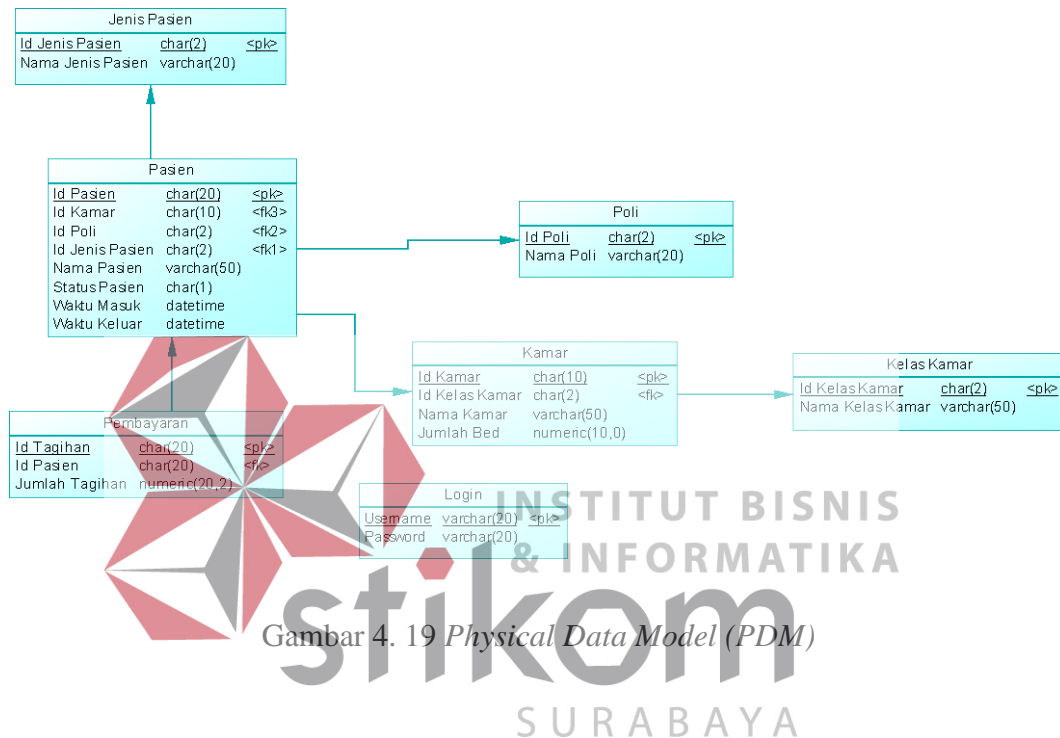 Jenis Pasien
Id Jenis Pasien char(2) <pk>
Nama Jenis Pasien varchar(20)
Pasien
Id Pasien char(20) <pk>
Id Kamar char(10) <fk3>
Id Poli char(2) <fk2>
Id Jenis Pasien char(2) <fk1>
Nama Pasien varchar(50)
Status Pasien char(1)
Waktu Masuk datetime
Waktu Keluar datetime
Poli
Id Poli char(2) <pk>
Nama Poli varchar(20)
Kamar
Id Kamar char(10) <pk>
Id Kelas Kamar char(2) <fk>
Nama Kamar varchar(50)
Jumlah Bed numeric(10,0)
Kelas Kamar
Id Kelas Kamar char(2) <pk>
Nama Kelas Kamar varchar(50)
Pembayaran
Id Tagihan char(20) <pk>
Id Pasien char(20) <fk>
Jumlah Tagihan numeric(20,2)
Login
Username varchar(20) <pk>
Password varchar(20)
INSTITUT BISNIS
& INFORMATIKA
stikom
Gambar 4. 19 Physical Data Model (PDM)
SURABAYA